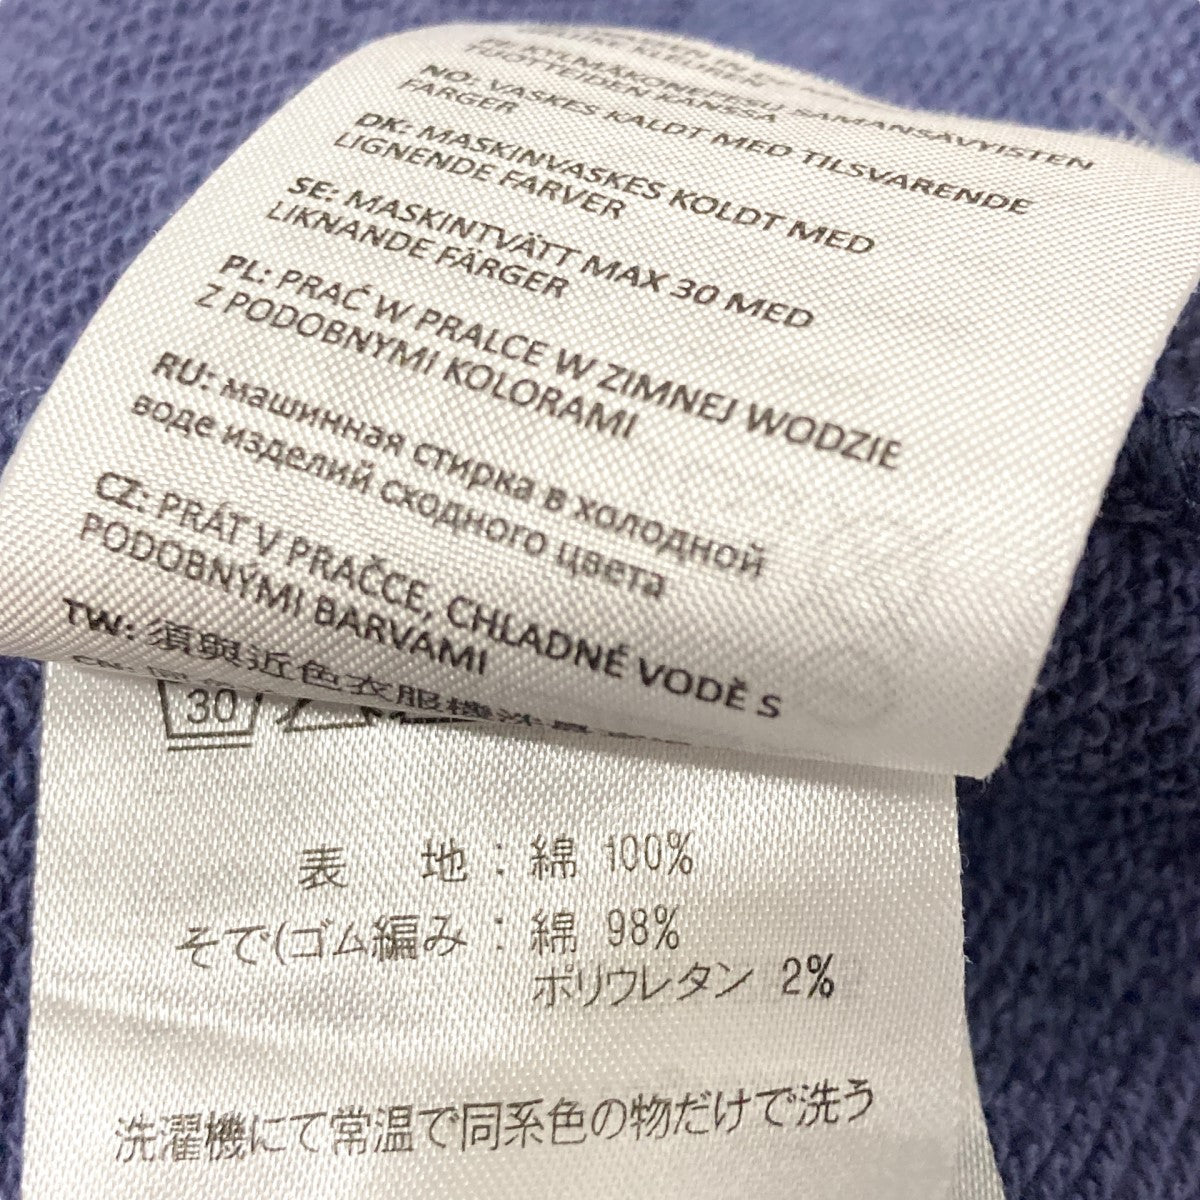 SAMANSÄVYISTEN
TUOTTEIDEN KANSSA
NO: VASKES KALDT MED TILSVARENDE
FARGER
DK: MASKINVASKES KOLDT MED
LIGNENDE FARVER
SE: MASKINTVÄTT MAX 30 MED
LIKNANDE FÄRGER
PL: PRAĆ W PRALCE W ZIMNEJ WODZIE
Z PODOBNYMI KOLORAMI
RU: машинная стирка в холодной
воде изделий сходного цвета
CZ: PRÁT V PRAČCE, CHLADNÉ VODĚ S
PODOBNÝMI BARVAMI
TW: 須與近色衣服機洗
30
表 地 : 綿 100%
そで(ゴム編み : 綿 98%
ポリウレタン 2%
洗濯機にて常温で同系色の物だけで洗う